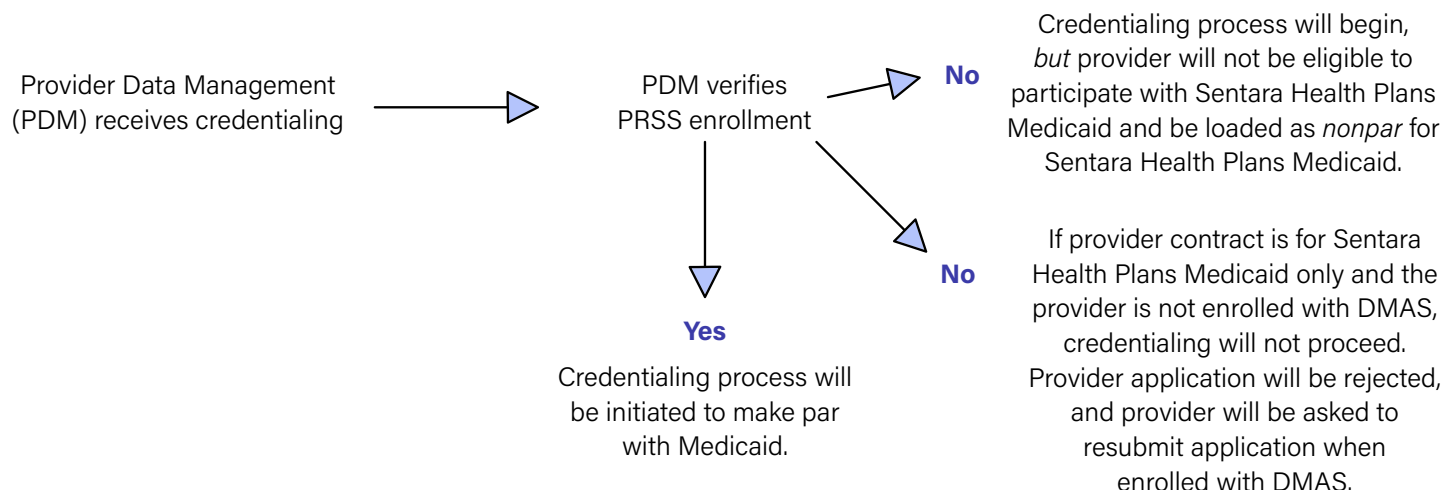 Provider Data Management
(PDM) receives credentialing
PDM verifies
PRSS enrollment
No
Credentialing process will begin,
but provider will not be eligible to
participate with Sentara Health Plans
Medicaid and be loaded as nonpar for
Sentara Health Plans Medicaid.
No
If provider contract is for Sentara
Health Plans Medicaid only and the
provider is not enrolled with DMAS,
credentialing will not proceed.
Provider application will be rejected,
and provider will be asked to
resubmit application when
enrolled with DMAS.
Yes
Credentialing process will
be initiated to make par
with Medicaid.